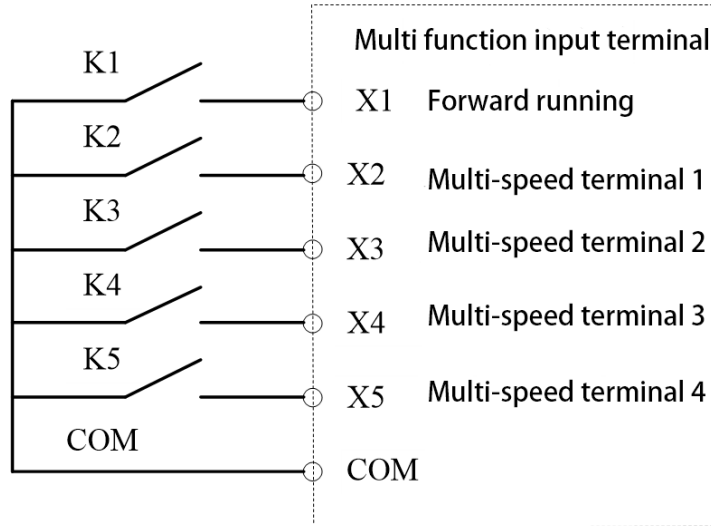 Multi function input terminal
K1
X1 Forward running
K2
X2 Multi-speed terminal 1
K3
X3 Multi-speed terminal 2
K4
X4 Multi-speed terminal 3
K5
X5 Multi-speed terminal 4
COM
COM